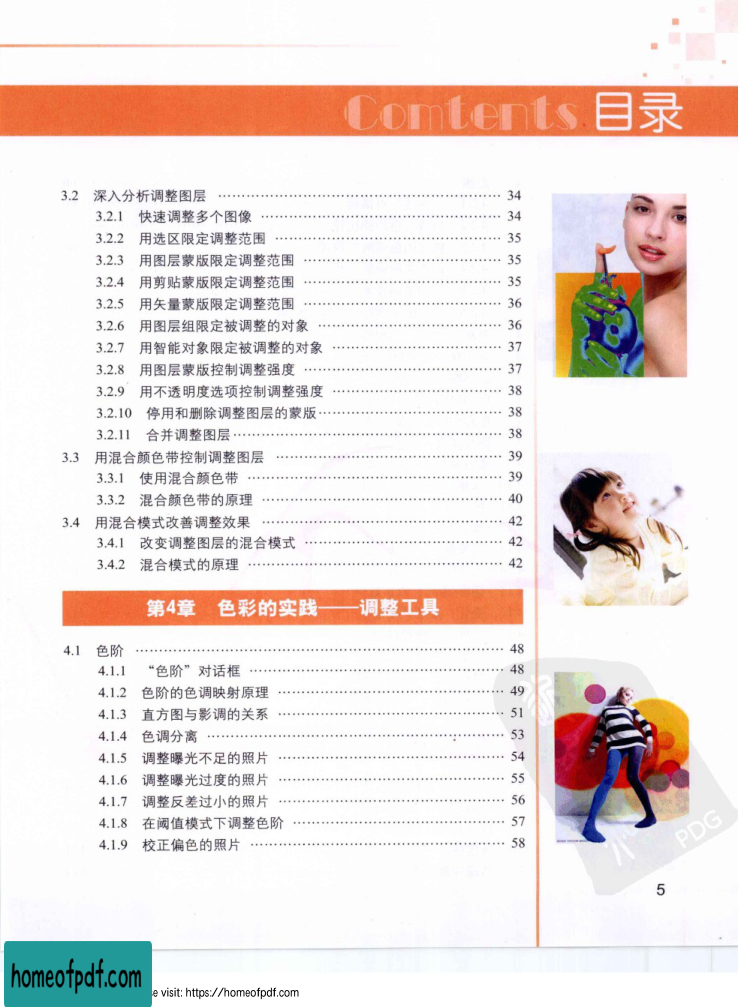 Contents 目录
3.2 深入分析调整图层 …… 34
3.2.1 快速调整多个图像 …… 34
3.2.2 用选区限定调整范围 …… 35
3.2.3 用图层蒙版限定调整范围 …… 35
3.2.4 用剪贴蒙版限定调整范围 …… 35
3.2.5 用矢量蒙版限定调整范围 …… 36
3.2.6 用图层组限定被调整的对象 …… 36
3.2.7 用智能对象限定被调整的对象 …… 37
3.2.8 用图层蒙版控制调整强度 …… 37
3.2.9 用不透明度选项控制调整强度 …… 38
3.2.10 停用和删除调整图层的蒙版 …… 38
3.2.11 合并调整图层 …… 38
3.3 用混合颜色带控制调整图层 …… 39
3.3.1 使用混合颜色带 …… 39
3.3.2 混合颜色带的原理 …… 40
3.4 用混合模式改善调整效果 …… 42
3.4.1 改变调整图层的混合模式 …… 42
3.4.2 混合模式的原理 …… 42
第4章 色彩的实践——调整工具
4.1 色阶 …… 48
4.1.1 “色阶”对话框 …… 48
4.1.2 色阶的色调映射原理 …… 49
4.1.3 直方图与影调的关系 …… 51
4.1.4 色调分离 …… 53
4.1.5 调整曝光不足的照片 …… 54
4.1.6 调整曝光过度的照片 …… 55
4.1.7 调整反差过小的照片 …… 56
4.1.8 在阈值模式下调整色阶 …… 57
4.1.9 校正偏色的照片 …… 58
PDG
5
homeofpdf.com
se visit: https://homeofpdf.com